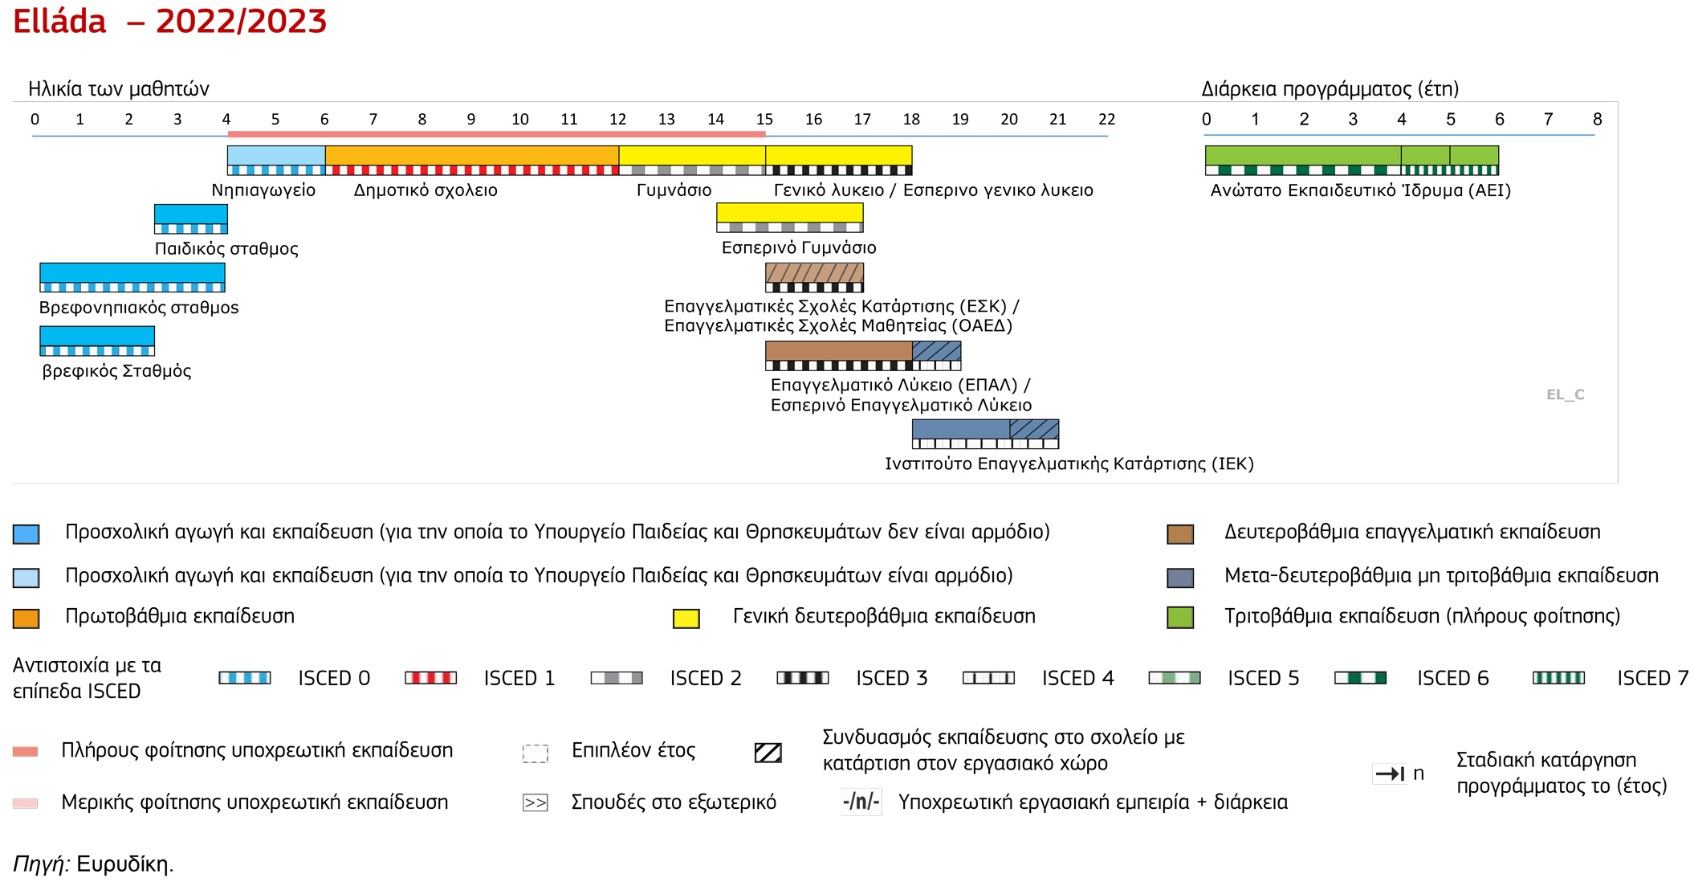 Elláda – 2022/2023
Ηλικία των μαθητών
Διάρκεια προγράμματος (έτη)
0 1 2 3 4 5 6 7 8 9 10 11 12 13 14 15 16 17 18 19 20 21 22
0 1 2 3 4 5 6 7 8
Νηπιαγωγείο
Δημοτικό σχολειο
Γυμνάσιο
Γενικό λυκειο / Εσπερινο γενικο λυκειο
Ανώτατο Εκπαιδευτικό Ίδρυμα (ΑΕΙ)
Παιδικός σταθμος
Εσπερινό Γυμνάσιο
Βρεφονηπιακός σταθμος
Επαγγελματικές Σχολές Κατάρτισης (ΕΣΚ) /
Επαγγελματικές Σχολές Μαθητείας (ΟΑΕΔ)
βρεφικός Σταθμός
Επαγγελματικό Λύκειο (ΕΠΑΛ) /
Εσπερινό Επαγγελματικό Λύκειο
EL_C
Ινστιτούτο Επαγγελματικής Κατάρτισης (ΙΕΚ)
Προσχολική αγωγή και εκπαίδευση (για την οποία το Υπουργείο Παιδείας και Θρησκευμάτων δεν είναι αρμόδιο)
Δευτεροβάθμια επαγγελματική εκπαίδευση
Προσχολική αγωγή και εκπαίδευση (για την οποία το Υπουργείο Παιδείας και Θρησκευμάτων είναι αρμόδιο)
Μετα-δευτεροβάθμια μη τριτοβάθμια εκπαίδευση
Πρωτοβάθμια εκπαίδευση
Γενική δευτεροβάθμια εκπαίδευση
Τριτοβάθμια εκπαίδευση (πλήρους φοίτησης)
Αντιστοιχία με τα
επίπεδα ISCED
ISCED 0
ISCED 1
ISCED 2
ISCED 3
ISCED 4
ISCED 5
ISCED 6
ISCED 7
Πλήρους φοίτησης υποχρεωτική εκπαίδευση
Επιπλέον έτος
Συνδυασμός εκπαίδευσης στο σχολείο με
κατάρτιση στον εργασιακό χώρο
n
Σταδιακή κατάργηση
προγράμματος το (έτος)
Μερικής φοίτησης υποχρεωτική εκπαίδευση
>> Σπουδές στο εξωτερικό
-/n/- Υποχρεωτική εργασιακή εμπειρία + διάρκεια
Πηγή: Ευρυδίκη.